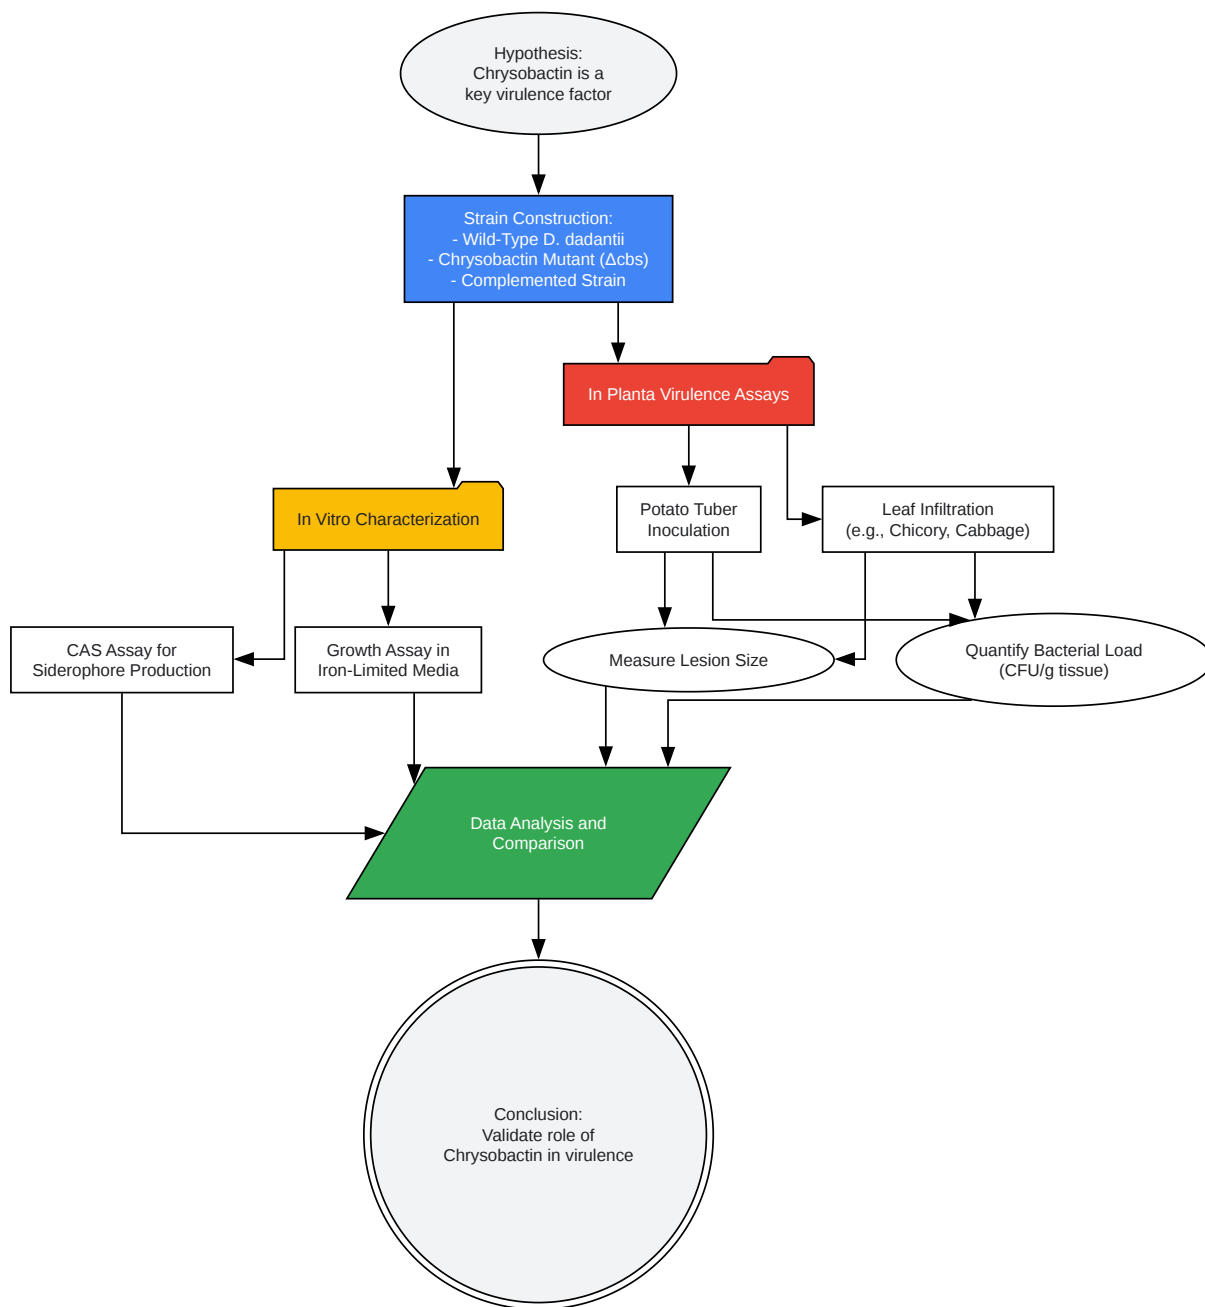 Hypothesis:
Chrysobactin is a
key virulence factor
Strain Construction:
- Wild-Type D. dadantii
- Chrysobactin Mutant (Δcbs)
- Complemented Strain
In Planta Virulence Assays
In Vitro Characterization
Potato Tuber
Inoculation
Leaf Infiltration
(e.g., Chicory, Cabbage)
CAS Assay for
Siderophore Production
Growth Assay in
Iron-Limited Media
Measure Lesion Size
Quantify Bacterial Load
(CFU/g tissue)
Data Analysis and
Comparison
Conclusion:
Validate role of
Chrysobactin in virulence